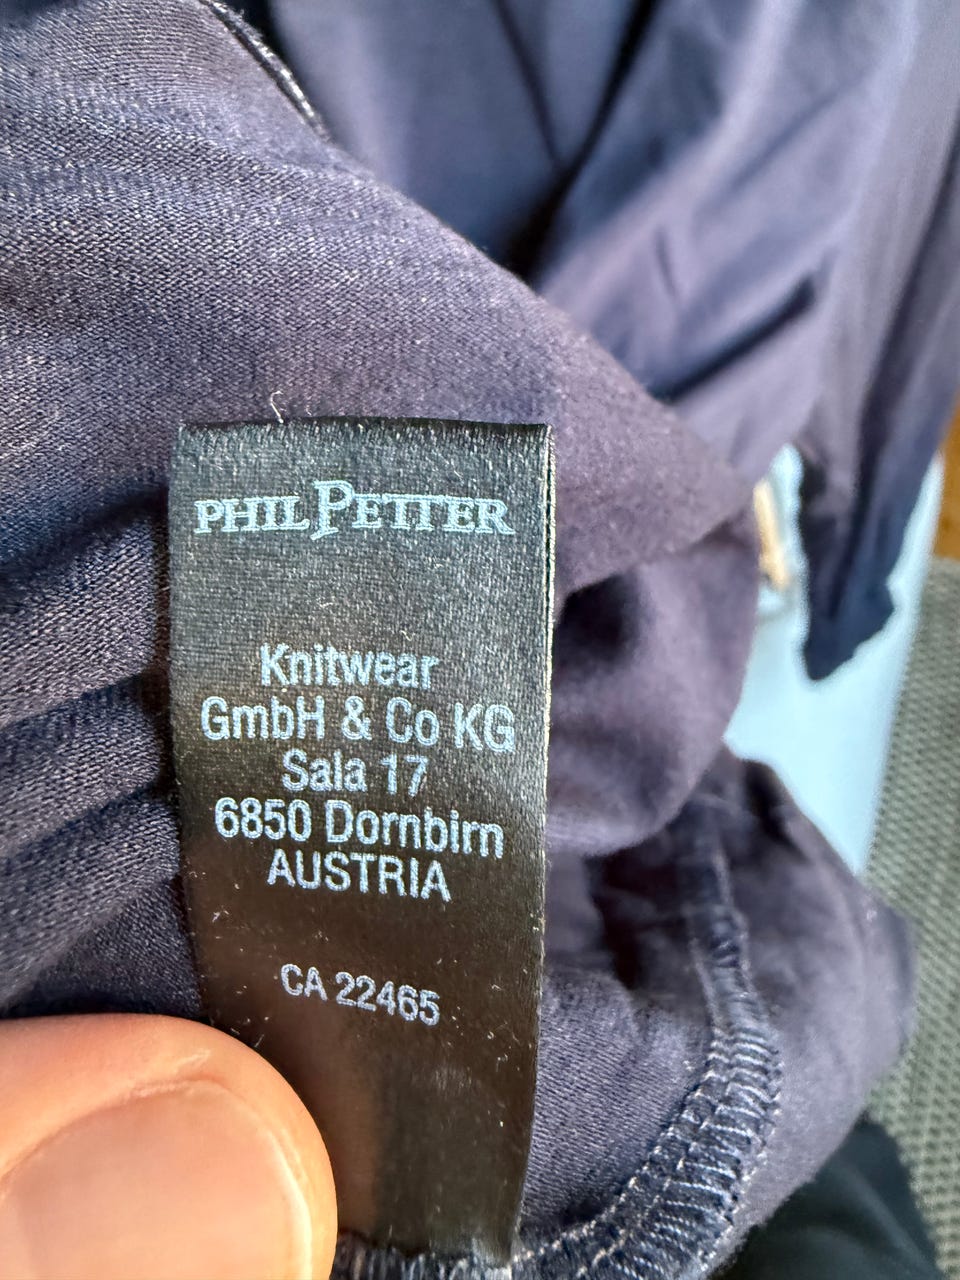 PHIL PETTER
Knitwear
GmbH & Co KG
Sala 17
6850 Dornbirn
AUSTRIA
CA 22465